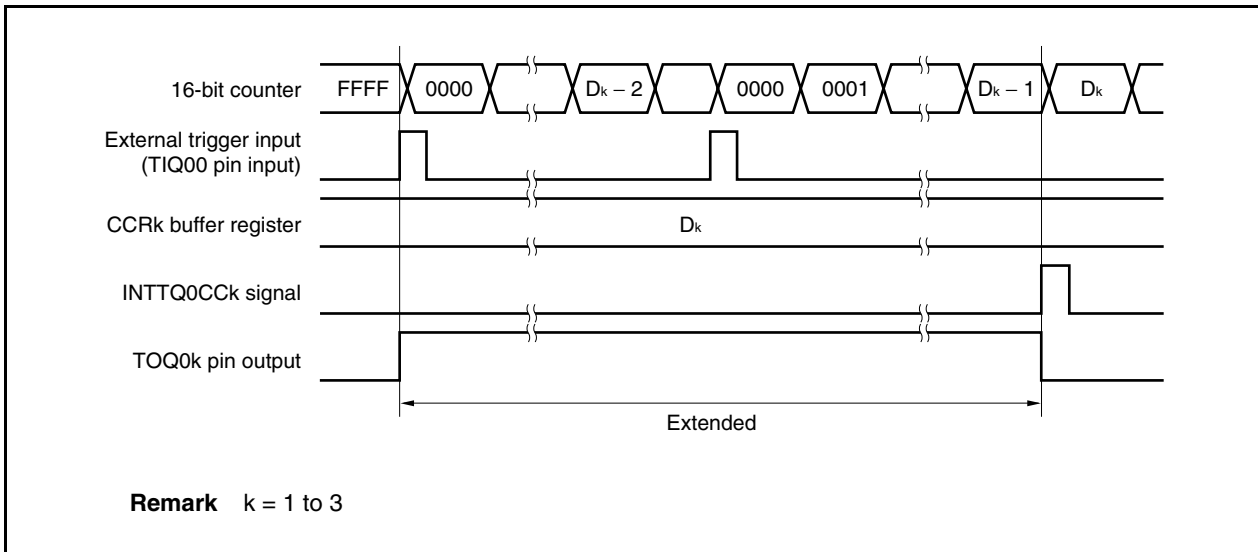 16-bit counter FFFF 0000 Dk − 2 0000 0001 Dk − 1 Dk
External trigger input
(TIQ00 pin input)
CCRk buffer register Dk
INTTQ0CCk signal
TOQ0k pin output
Extended
Remark k = 1 to 3